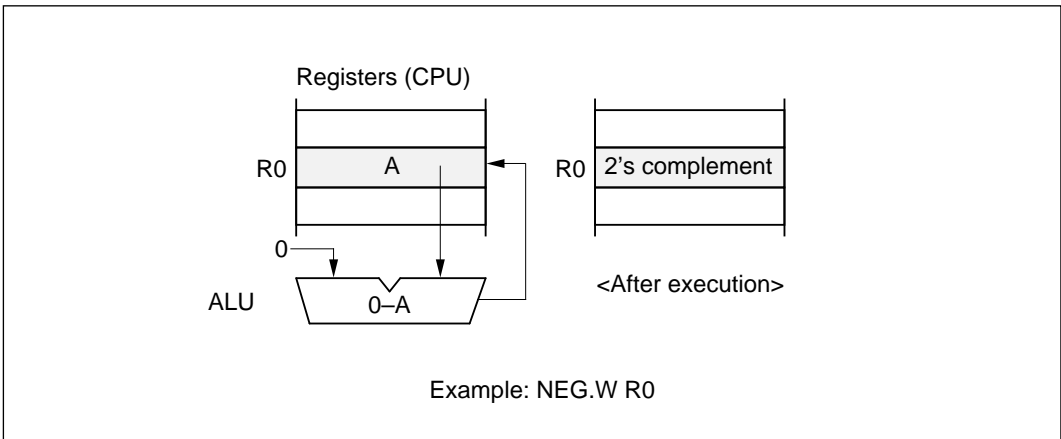 Registers (CPU)
R0 A
R0 2's complement
0
ALU 0–A
<After execution>
Example: NEG.W R0